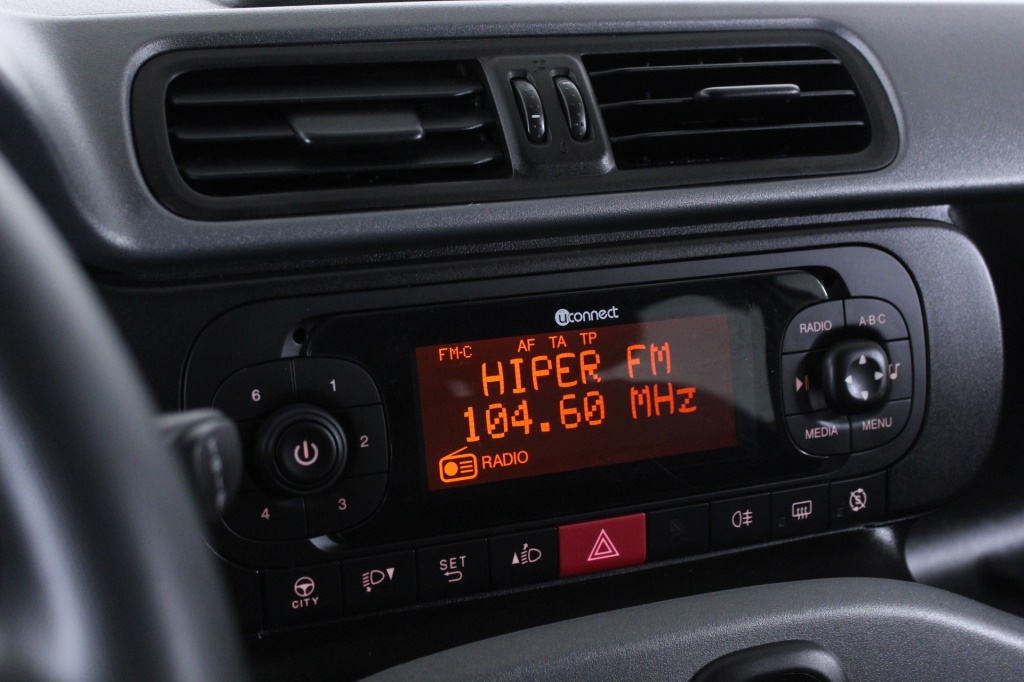 uconnect
FM-C AF TA TP
HIPER FM
104.60 MHz
RADIO
6 1
2
4 3
RADIO A·B·C
MEDIA MENU
CITY
SET